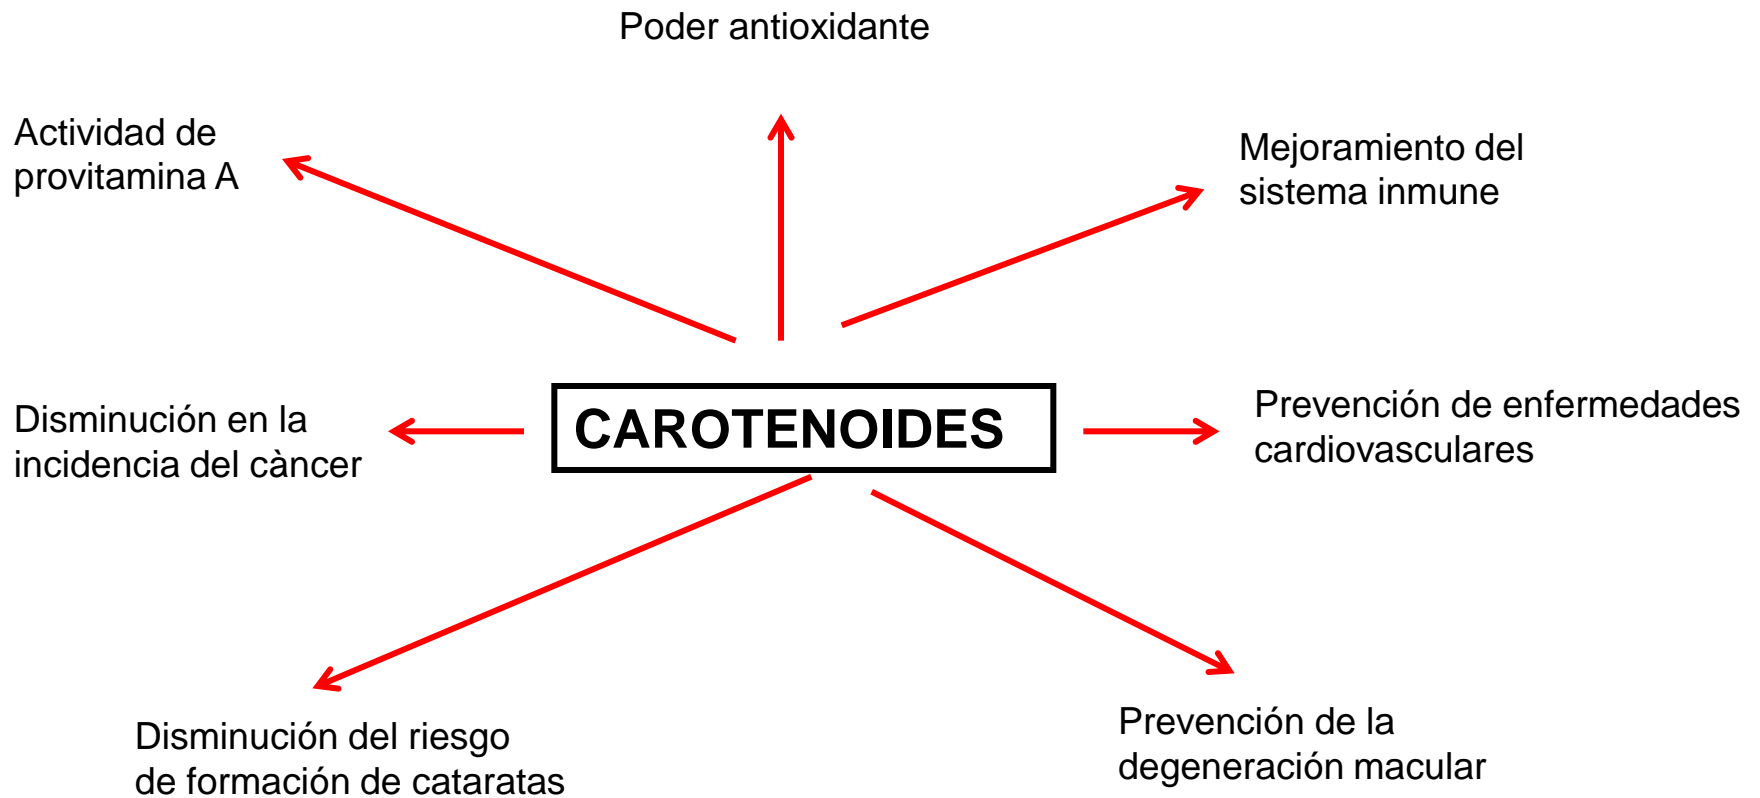 Poder antioxidante
Actividad de
provitamina A
Mejoramiento del
sistema inmune
Disminución en la
incidencia del càncer
CAROTENOIDES
Prevención de enfermedades
cardiovasculares
Disminución del riesgo
de formación de cataratas
Prevención de la
degeneración macular